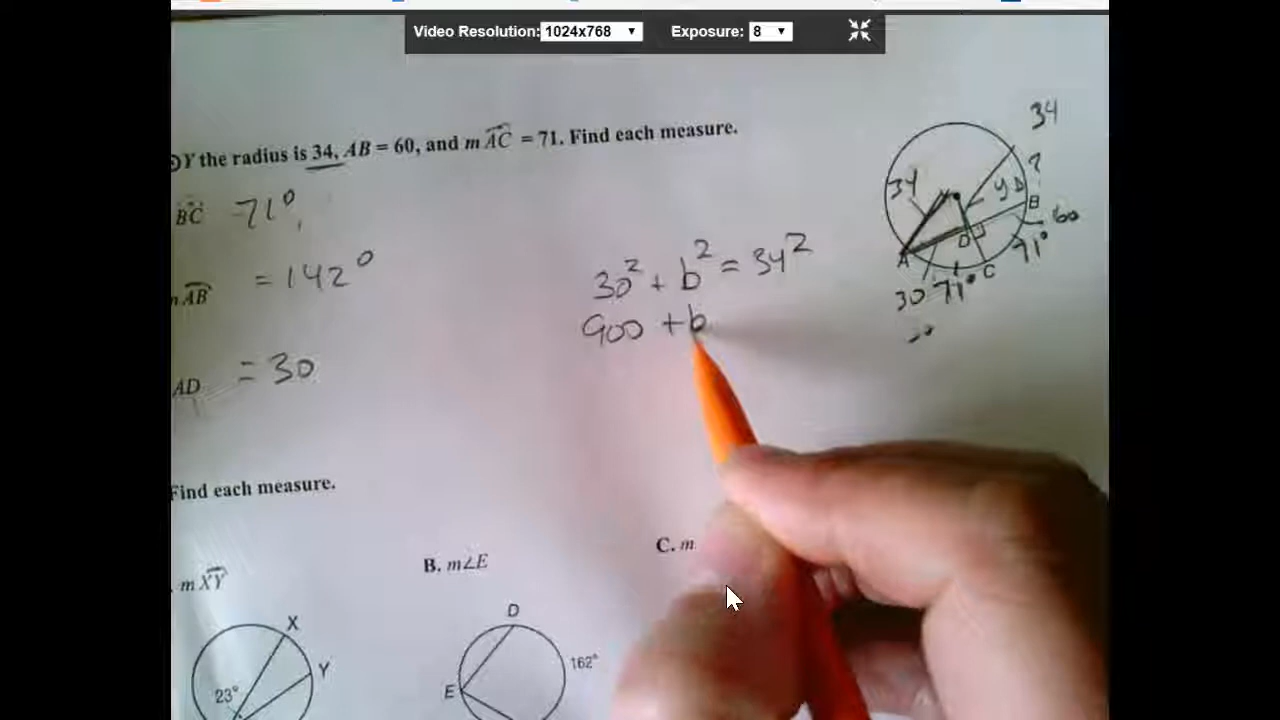 Video Resolution: 1024x768 Exposure: 8
Y the radius is 34, AB = 60, and m AC = 71. Find each measure.
BC 71°
AB = 142°
AD = 30
30² + b² = 34²
900 + b
34
?
34
y D
B
60
A
D
71°
C
30 71°
Find each measure.
m XY
B. m∠E
C. m
X
Y
23°
D
162°
E